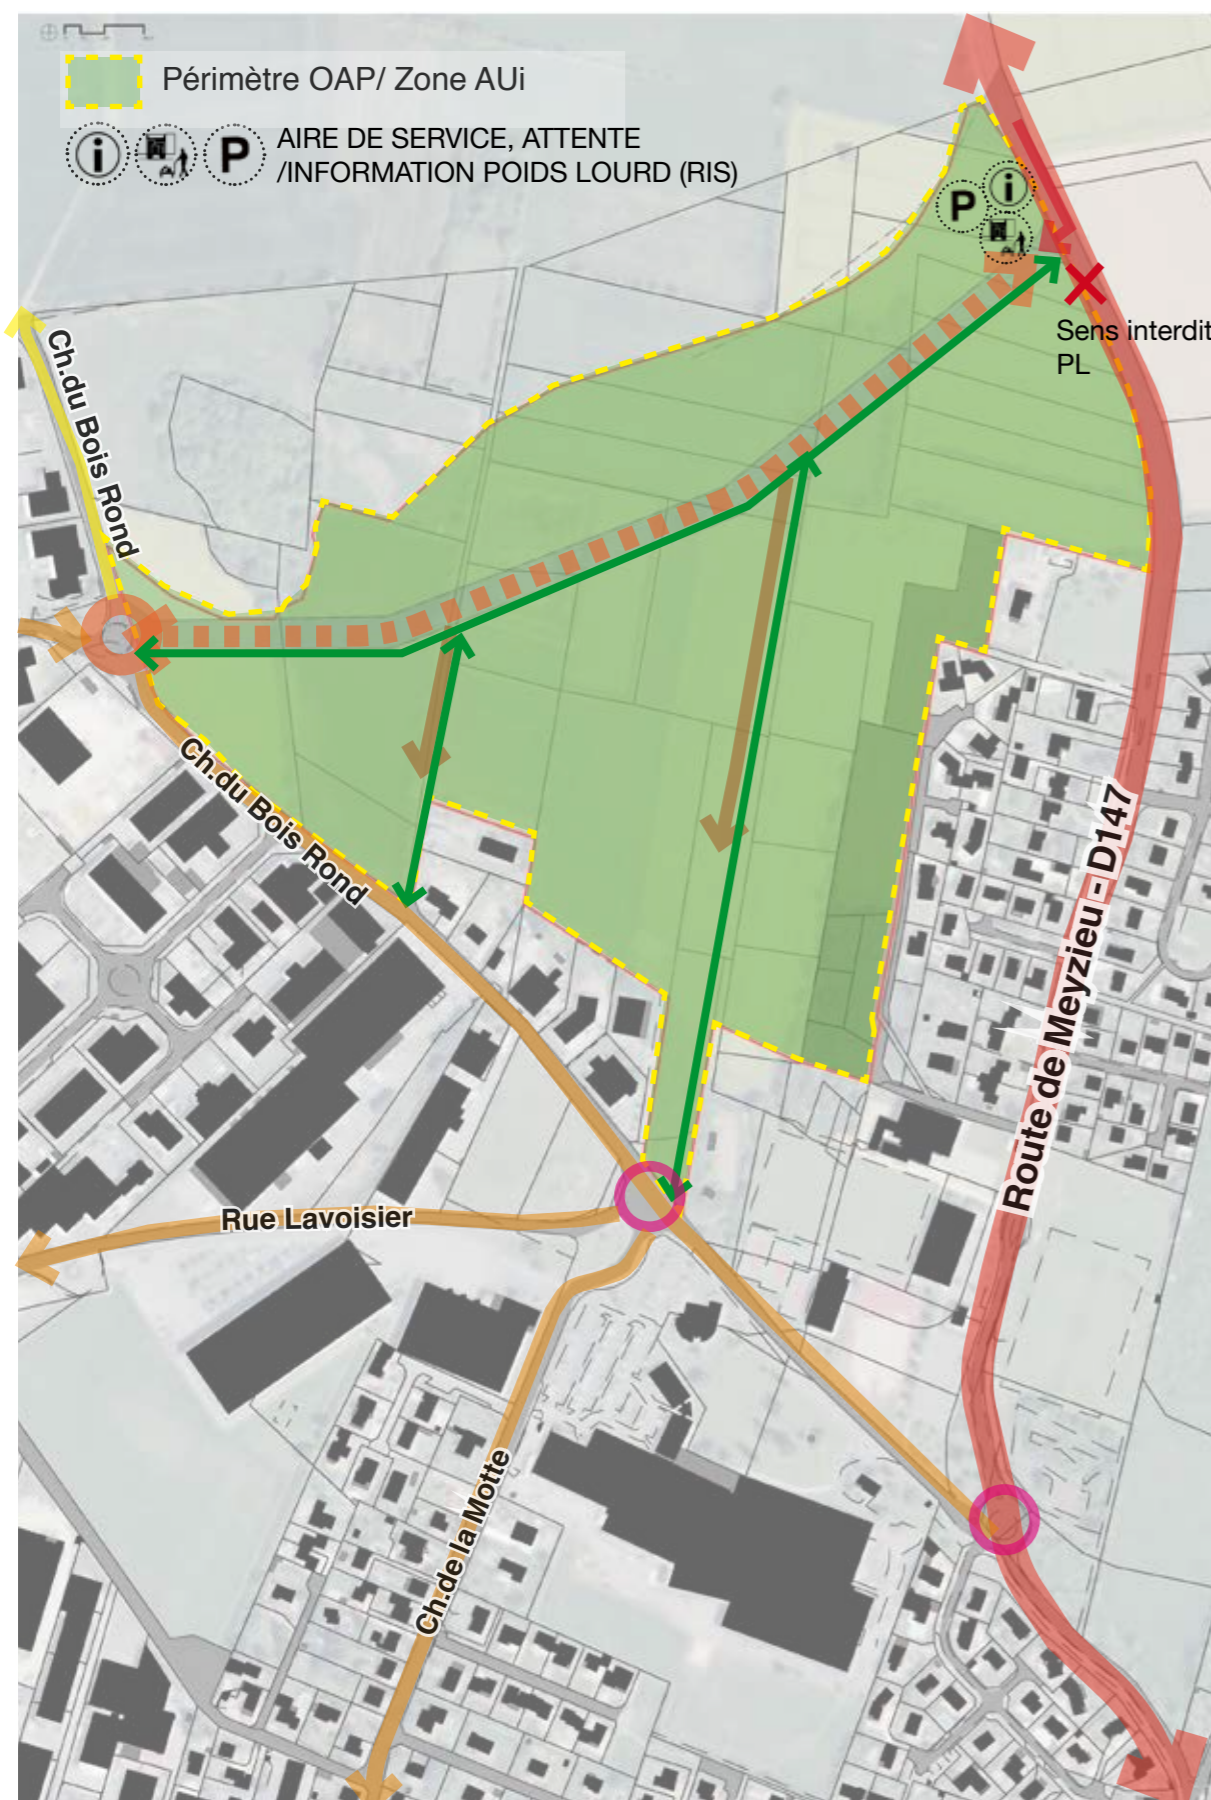 Périmètre OAP/ Zone AUi
i P AIRE DE SERVICE, ATTENTE
/INFORMATION POIDS LOURD (RIS)
P i
Sens interdit
PL
Ch.du Bois Rond
Ch.du Bois Rond
Route de Meyzieu - D147
Rue Lavoisier
Ch.de la Motte